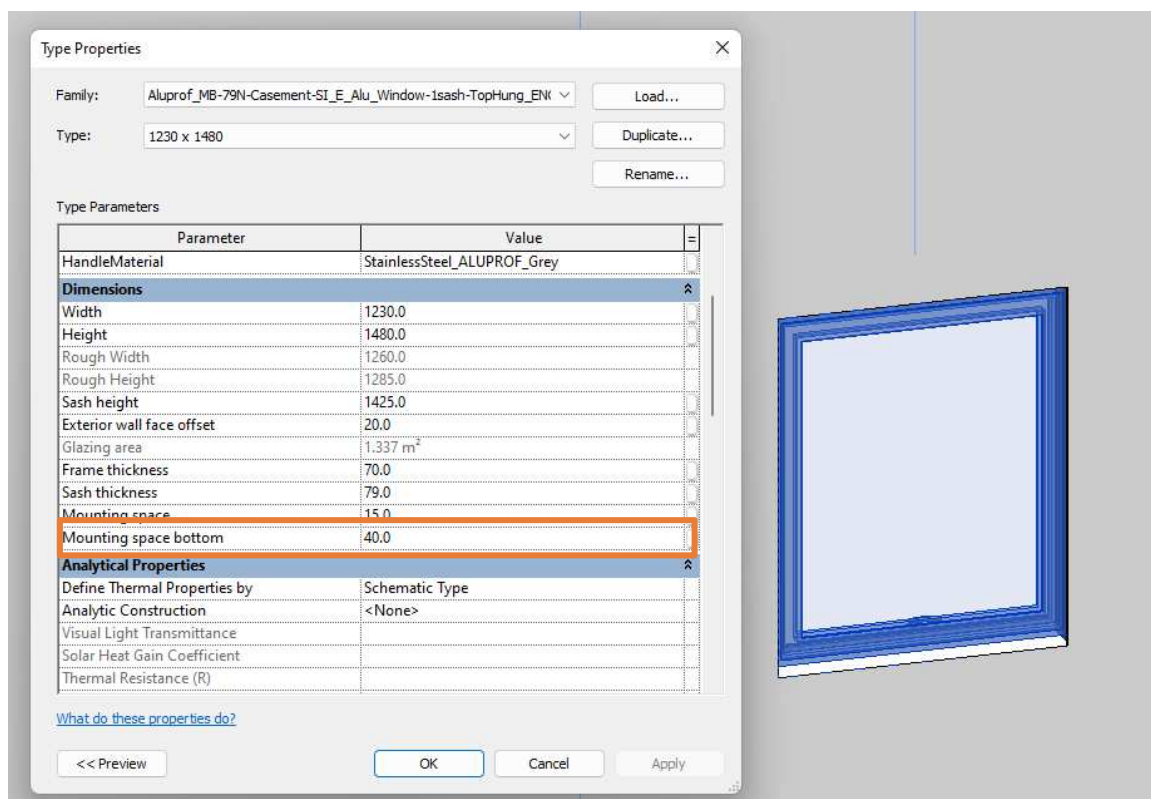 Type Properties
Family: Aluprof_MB-79N-Casement-SI_E_Alu_Window-1sash-TopHung_EN( Load...
Type: 1230 x 1480 Duplicate...
Rename...
Type Parameters
Parameter Value =
HandleMaterial StainlessSteel_ALUPROF_Grey
Dimensions
Width 1230.0
Height 1480.0
Rough Width 1260.0
Rough Height 1285.0
Sash height 1425.0
Exterior wall face offset 20.0
Glazing area 1.337 m²
Frame thickness 70.0
Sash thickness 79.0
Mounting space 15.0
Mounting space bottom 40.0
Analytical Properties
Define Thermal Properties by Schematic Type
Analytic Construction <None>
Visual Light Transmittance
Solar Heat Gain Coefficient
Thermal Resistance (R)
What do these properties do?
<< Preview OK Cancel Apply